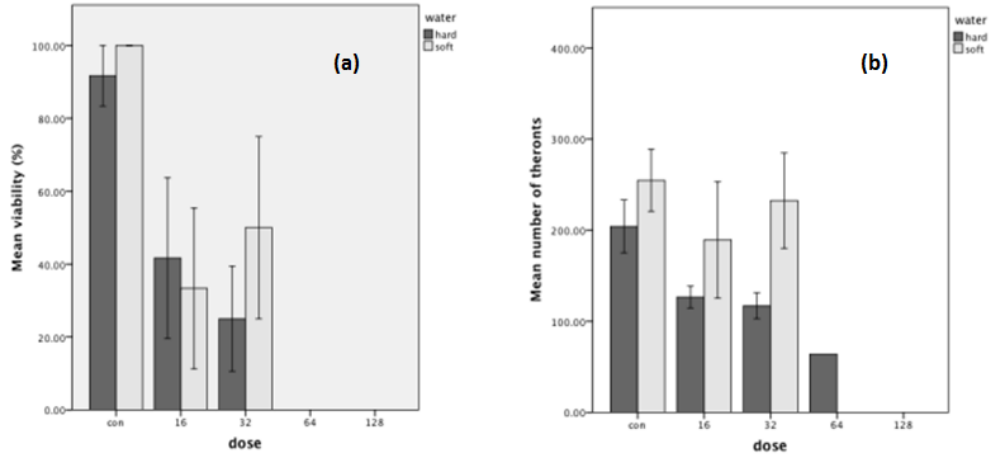 water
hard
soft
(a)
100.00
80.00
60.00
40.00
20.00
0.00
Mean viability (%)
con 16 32 64 128
dose
water
hard
soft
(b)
400.00
300.00
200.00
100.00
0.00
Mean number of theronts
con 16 32 64 128
dose